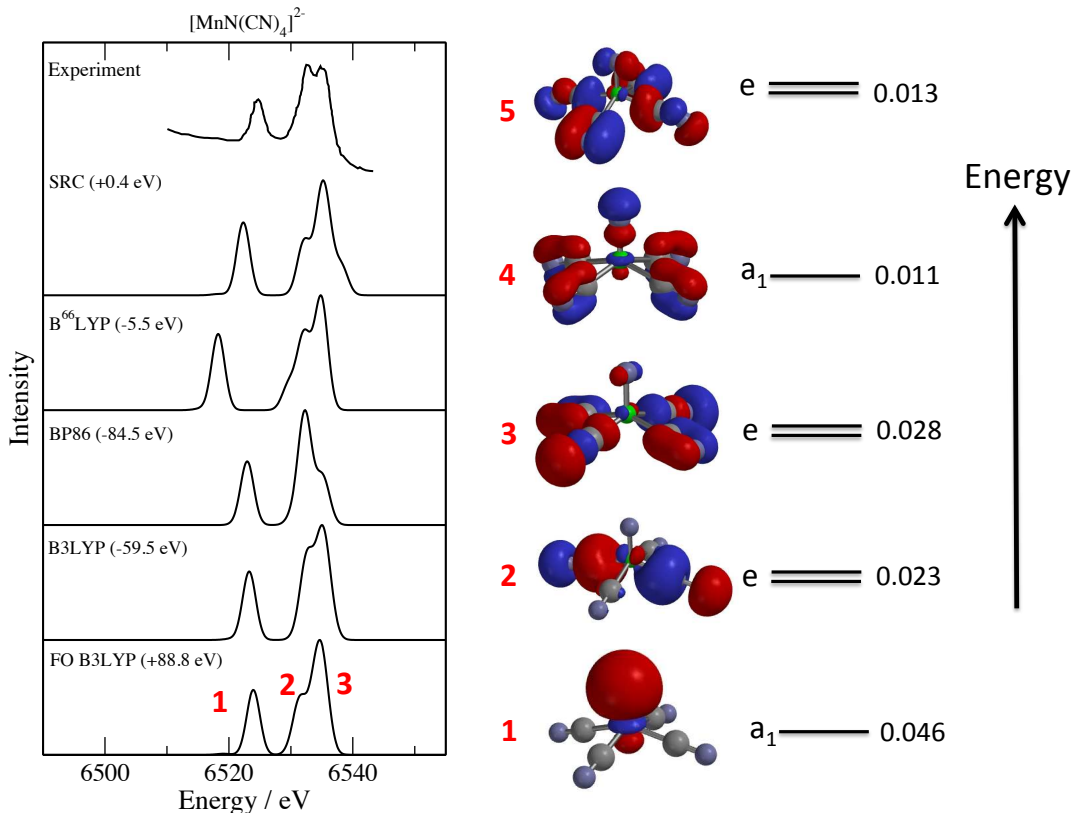 [MnN(CN)₄]²⁻
Experiment
SRC (+0.4 eV)
B⁶⁶LYP (-5.5 eV)
BP86 (-84.5 eV)
B3LYP (-59.5 eV)
FO B3LYP (+88.8 eV)
1
2
3
Intensity
6500
6520
6540
Energy / eV
5
e
0.013
4
a₁
0.011
3
e
0.028
2
e
0.023
1
a₁
0.046
Energy